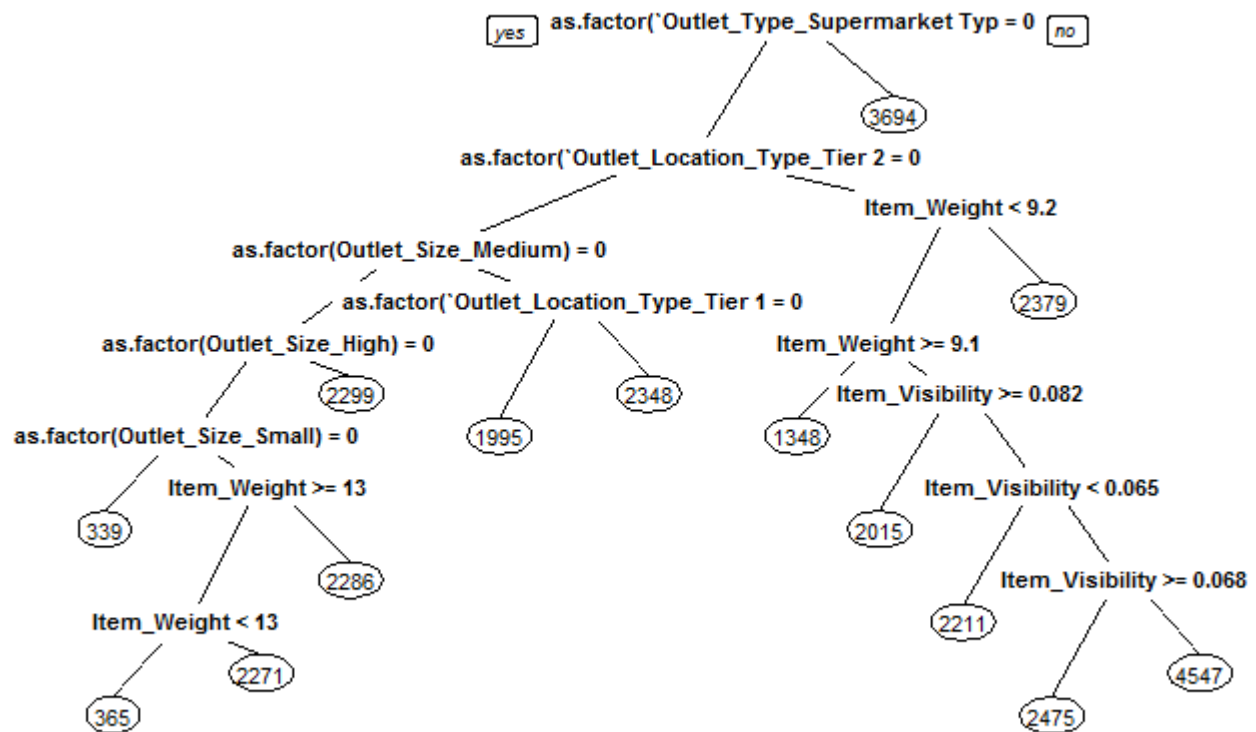 yes as.factor(`Outlet_Type_Supermarket Typ = 0 no
3694
as.factor(`Outlet_Location_Type_Tier 2 = 0
Item_Weight < 9.2
as.factor(Outlet_Size_Medium) = 0
as.factor(`Outlet_Location_Type_Tier 1 = 0
2379
as.factor(Outlet_Size_High) = 0
Item_Weight >= 9.1
2299
2348
Item_Visibility >= 0.082
as.factor(Outlet_Size_Small) = 0
1995
1348
Item_Weight >= 13
Item_Visibility < 0.065
339
2015
2286
Item_Visibility >= 0.068
Item_Weight < 13
2211
2271
4547
365
2475